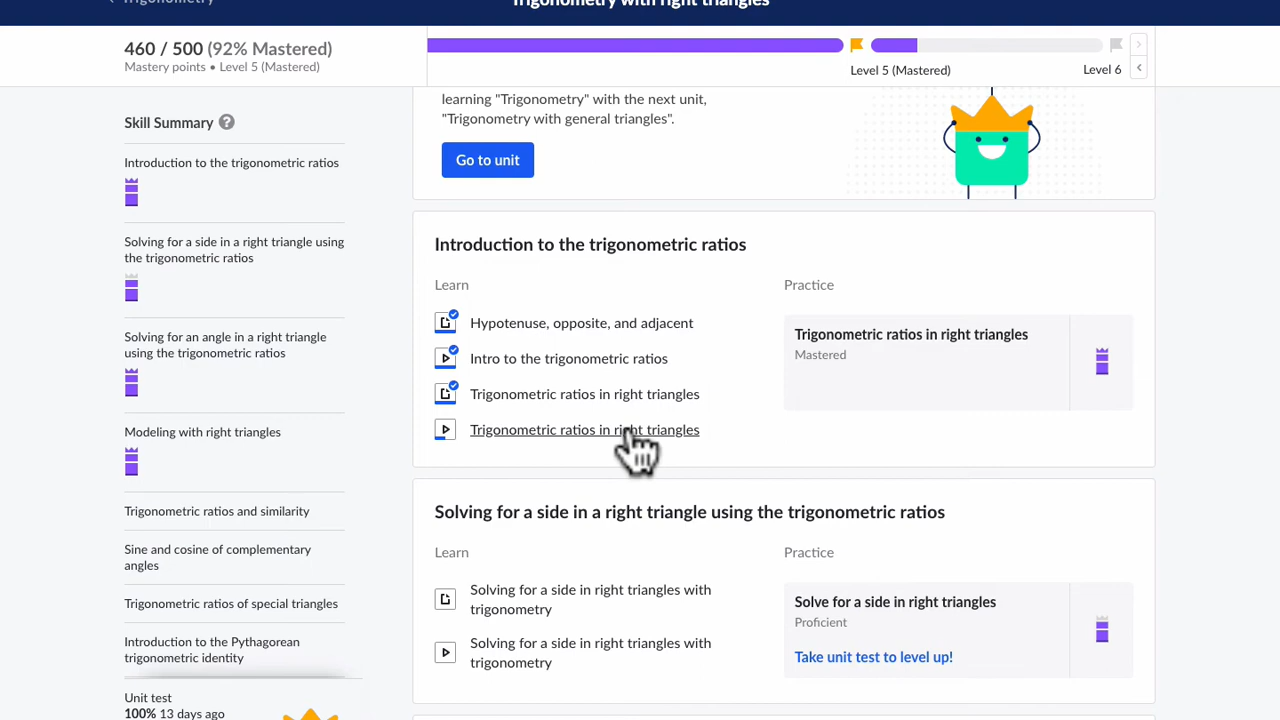 Trigonometry
Trigonometry with right triangles
460 / 500 (92% Mastered)
Mastery points • Level 5 (Mastered)
Level 5 (Mastered)
Level 6
Skill Summary ?
Introduction to the trigonometric ratios
Solving for a side in a right triangle using
the trigonometric ratios
Solving for an angle in a right triangle
using the trigonometric ratios
Modeling with right triangles
Trigonometric ratios and similarity
Sine and cosine of complementary
angles
Trigonometric ratios of special triangles
Introduction to the Pythagorean
trigonometric identity
Unit test
100% 13 days ago
learning "Trigonometry" with the next unit,
"Trigonometry with general triangles".
Go to unit
Introduction to the trigonometric ratios
Learn
Hypotenuse, opposite, and adjacent
Intro to the trigonometric ratios
Trigonometric ratios in right triangles
Trigonometric ratios in right triangles
Practice
Trigonometric ratios in right triangles
Mastered
Solving for a side in a right triangle using the trigonometric ratios
Learn
Solving for a side in right triangles with
trigonometry
Solving for a side in right triangles with
trigonometry
Practice
Solve for a side in right triangles
Proficient
Take unit test to level up!